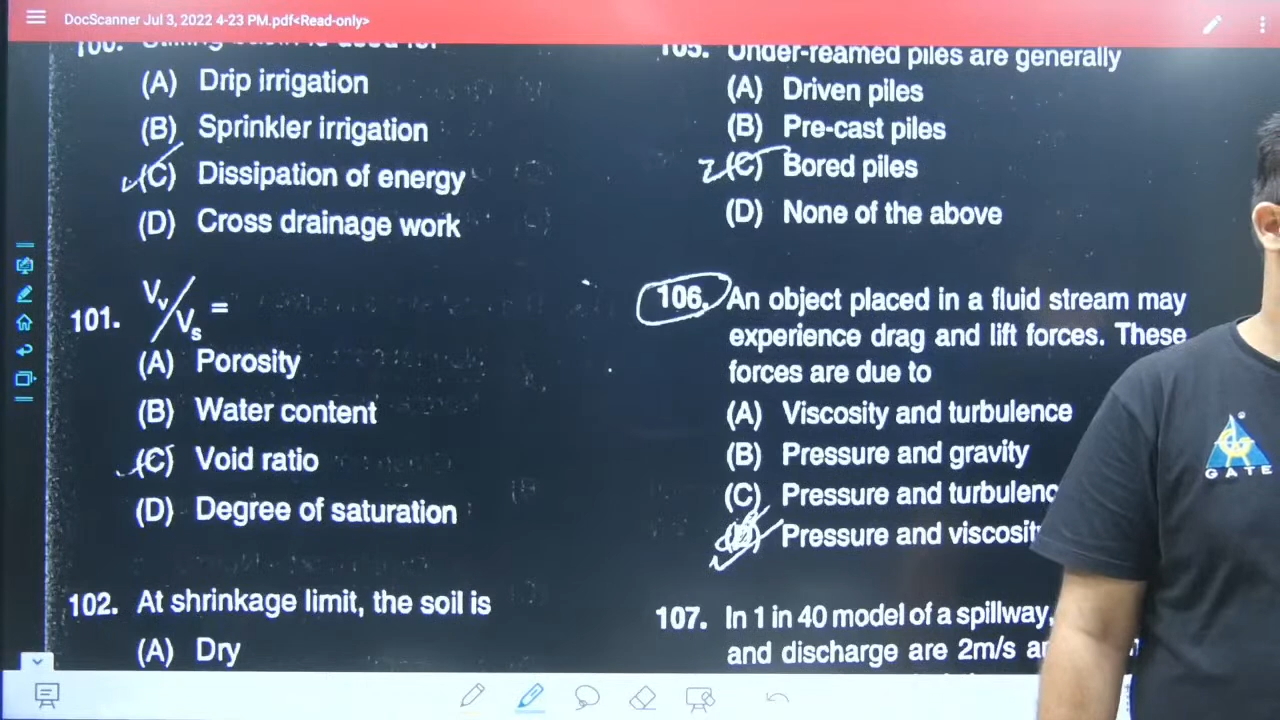 DocScanner Jul 3, 2022 4-23 PM.pdf<Read-only>
100.
(A) Drip irrigation
(B) Sprinkler irrigation
(C) Dissipation of energy
(D) Cross drainage work
101. Vv/Vs =
(A) Porosity
(B) Water content
(C) Void ratio
(D) Degree of saturation
102. At shrinkage limit, the soil is
(A) Dry
105. Under-reamed piles are generally
(A) Driven piles
(B) Pre-cast piles
(C) Bored piles
(D) None of the above
106. An object placed in a fluid stream may
experience drag and lift forces. These
forces are due to
(A) Viscosity and turbulence
(B) Pressure and gravity
(C) Pressure and turbulenc
(D) Pressure and viscosit
107. In 1 in 40 model of a spillway,
and discharge are 2m/s
GATE